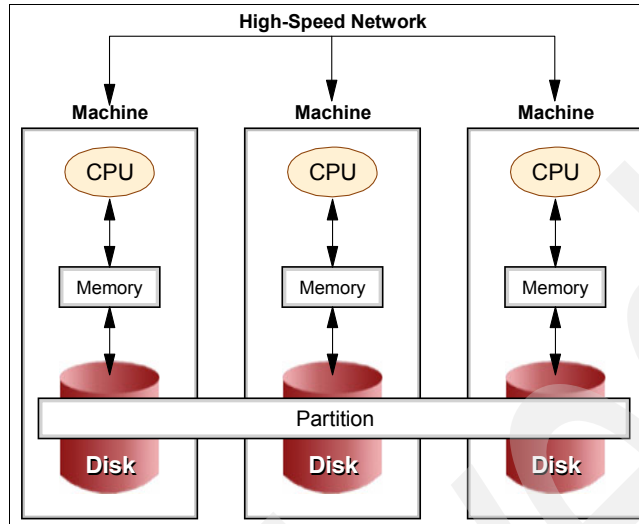 High-Speed Network
Machine Machine Machine
CPU CPU CPU
Memory Memory Memory
Partition
Disk Disk Disk